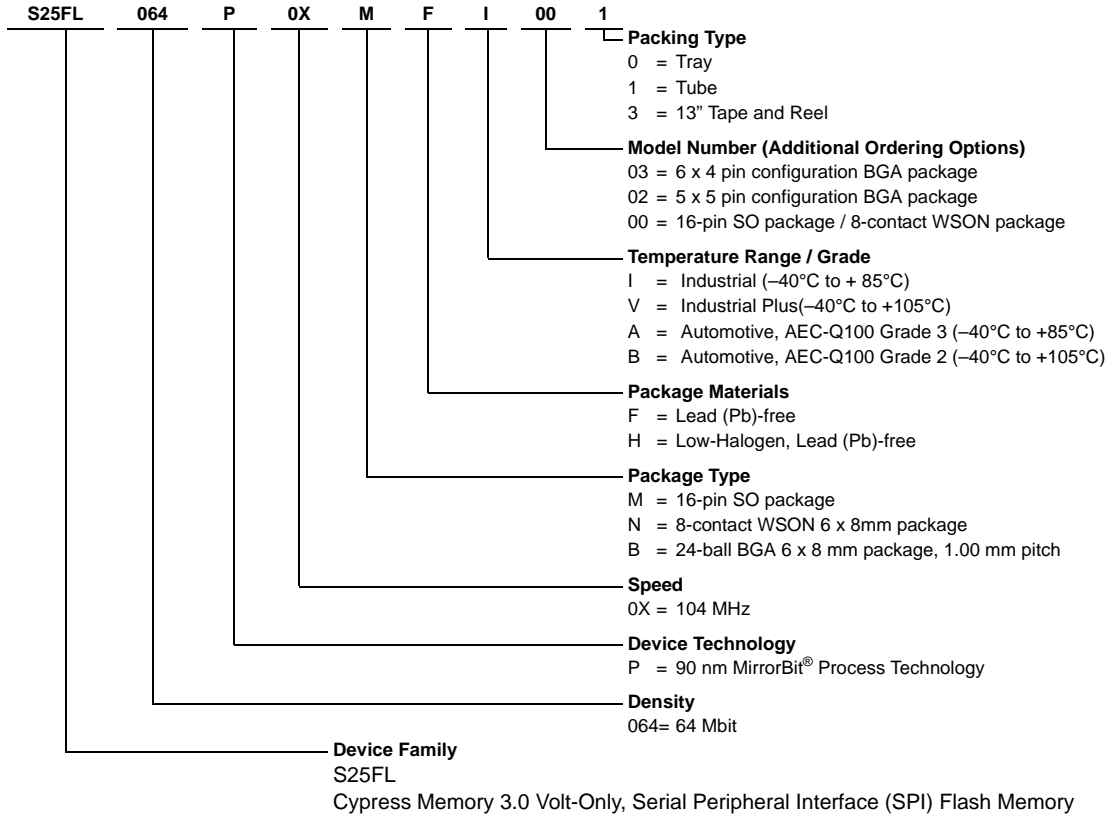 S25FL 064 P 0X M F I 00 1
Packing Type
0 = Tray
1 = Tube
3 = 13” Tape and Reel
Model Number (Additional Ordering Options)
03 = 6 x 4 pin configuration BGA package
02 = 5 x 5 pin configuration BGA package
00 = 16-pin SO package / 8-contact WSON package
Temperature Range / Grade
I = Industrial (–40°C to + 85°C)
V = Industrial Plus(–40°C to +105°C)
A = Automotive, AEC-Q100 Grade 3 (–40°C to +85°C)
B = Automotive, AEC-Q100 Grade 2 (–40°C to +105°C)
Package Materials
F = Lead (Pb)-free
H = Low-Halogen, Lead (Pb)-free
Package Type
M = 16-pin SO package
N = 8-contact WSON 6 x 8mm package
B = 24-ball BGA 6 x 8 mm package, 1.00 mm pitch
Speed
0X = 104 MHz
Device Technology
P = 90 nm MirrorBit® Process Technology
Density
064= 64 Mbit
Device Family
S25FL
Cypress Memory 3.0 Volt-Only, Serial Peripheral Interface (SPI) Flash Memory